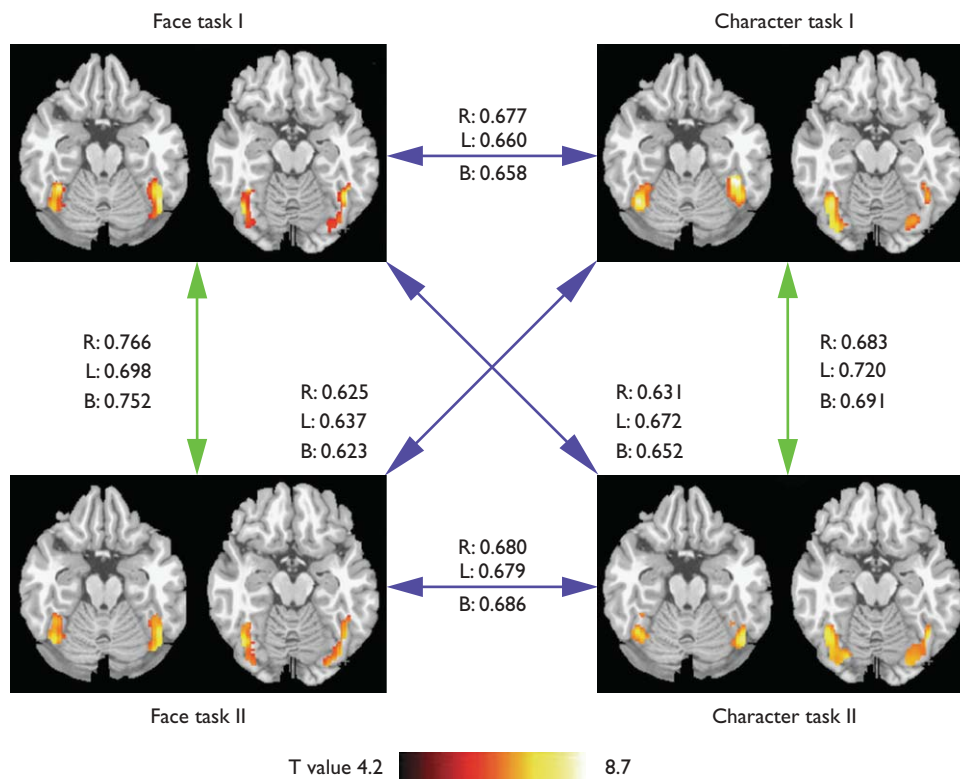 Face task I
Character task I
R: 0.677
L: 0.660
B: 0.658
R: 0.766
L: 0.698
B: 0.752
R: 0.625
L: 0.637
B: 0.623
R: 0.631
L: 0.672
B: 0.652
R: 0.683
L: 0.720
B: 0.691
R: 0.680
L: 0.679
B: 0.686
Face task II
Character task II
T value 4.2 8.7